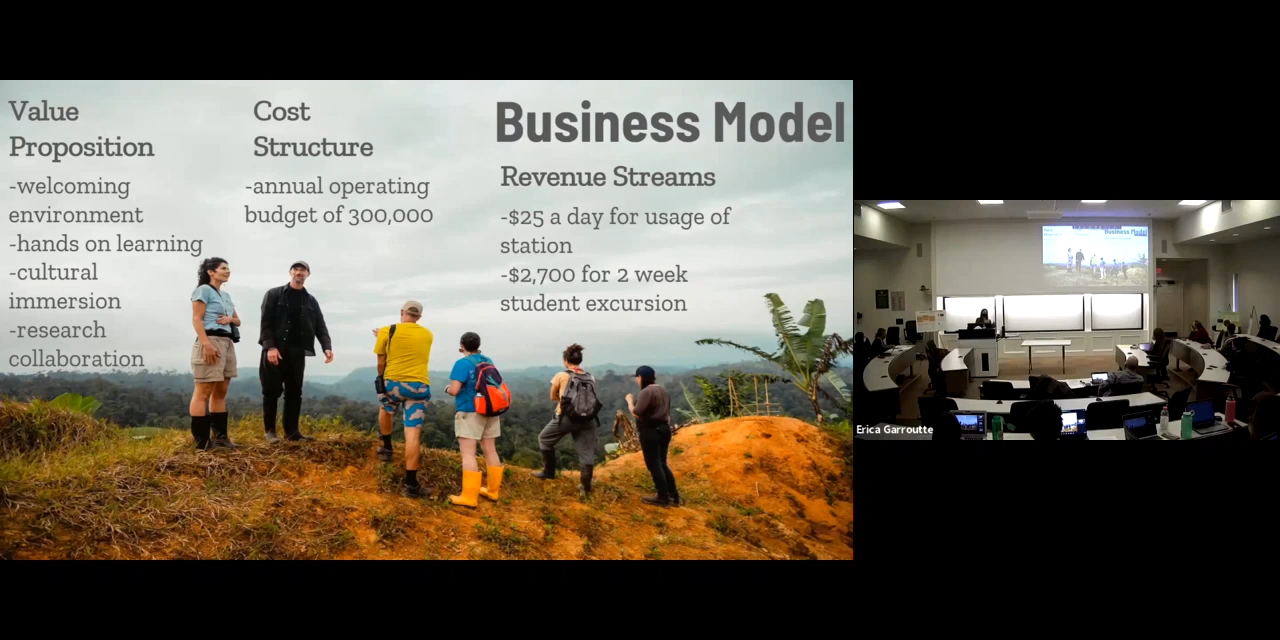 Business Model
Value
Proposition
-welcoming
environment
-hands on learning
-cultural
immersion
-research
collaboration
Cost
Structure
-annual operating
budget of 300,000
Revenue Streams
-$25 a day for usage of
station
-$2,700 for 2 week
student excursion
Erica Garroutte
Business Model